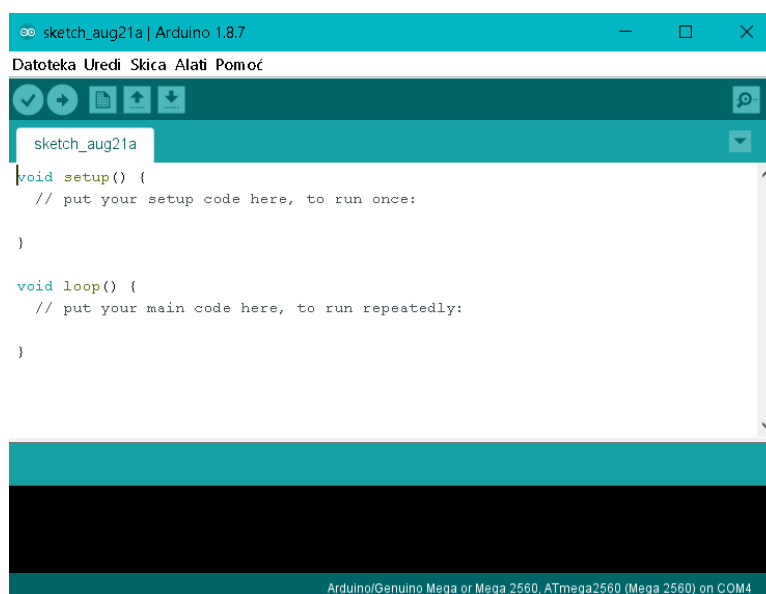 sketch_aug21a | Arduino 1.8.7
Datoteka Uredi Skica Alati Pomoć
sketch_aug21a
void setup() {
  // put your setup code here, to run once:
}
void loop() {
  // put your main code here, to run repeatedly:
}
Arduino/Genuino Mega or Mega 2560, ATmega2560 (Mega 2560) on COM4